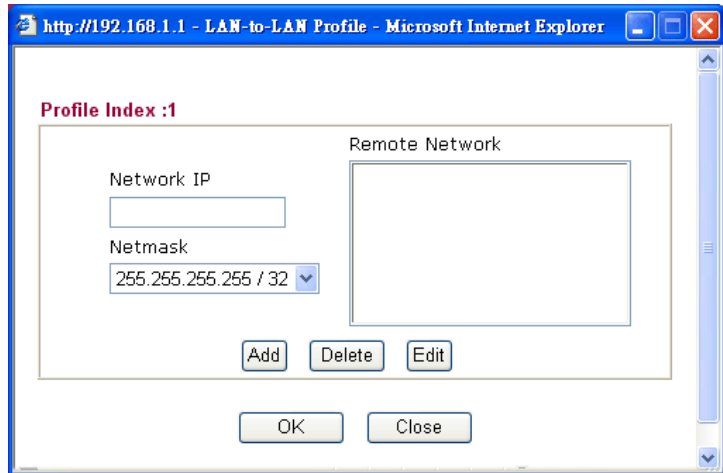 http://192.168.1.1 - LAN-to-LAN Profile - Microsoft Internet Explorer
Profile Index :1
Remote Network
Network IP
Netmask
255.255.255.255 / 32
Add Delete Edit
OK Close